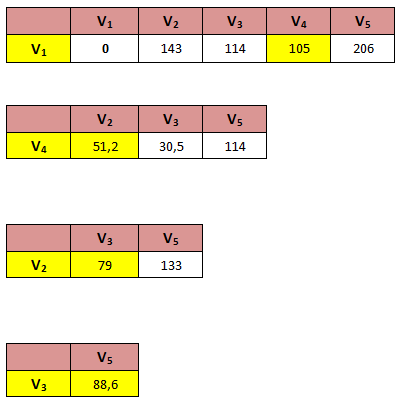 V₁ V₂ V₃ V₄ V₅
V₁ 0 143 114 105 206
V₂ V₃ V₅
V₄ 51,2 30,5 114
V₃ V₅
V₂ 79 133
V₅
V₃ 88,6